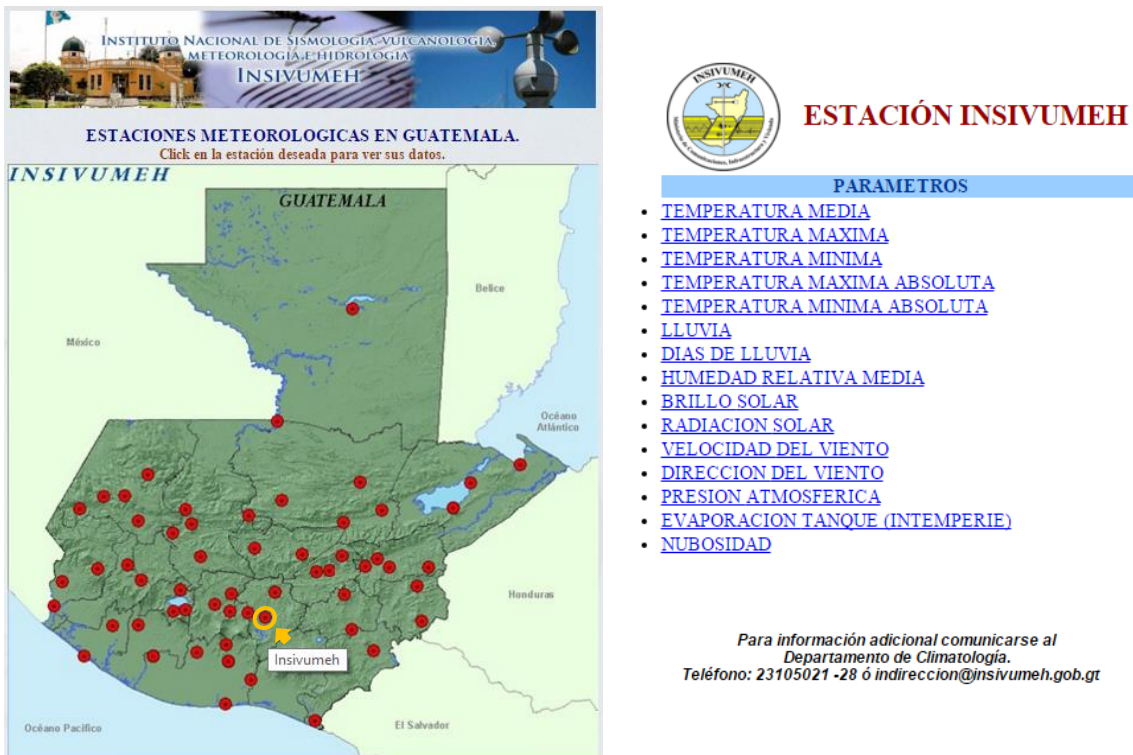 INSTITUTO NACIONAL DE SISMOLOGIA, VULCANOLOGIA,
METEOROLOGIA E HIDROLOGIA
INSIVUMEH
ESTACIONES METEOROLOGICAS EN GUATEMALA.
Click en la estación deseada para ver sus datos.
INSIVUMEH
GUATEMALA
Belice
México
Océano
Atlántico
Honduras
Insivumeh
El Salvador
Océano Pacífico
INSIVUMEH
ESTACIÓN INSIVUMEH
PARAMETROS
TEMPERATURA MEDIA
TEMPERATURA MAXIMA
TEMPERATURA MINIMA
TEMPERATURA MAXIMA ABSOLUTA
TEMPERATURA MINIMA ABSOLUTA
LLUVIA
DIAS DE LLUVIA
HUMEDAD RELATIVA MEDIA
BRILLO SOLAR
RADIACION SOLAR
VELOCIDAD DEL VIENTO
DIRECCION DEL VIENTO
PRESION ATMOSFERICA
EVAPORACION TANQUE (INTEMPERIE)
NUBOSIDAD
Para información adicional comunicarse al
Departamento de Climatología.
Teléfono: 23105021 -28 ó indireccion@insivumeh.gob.gt